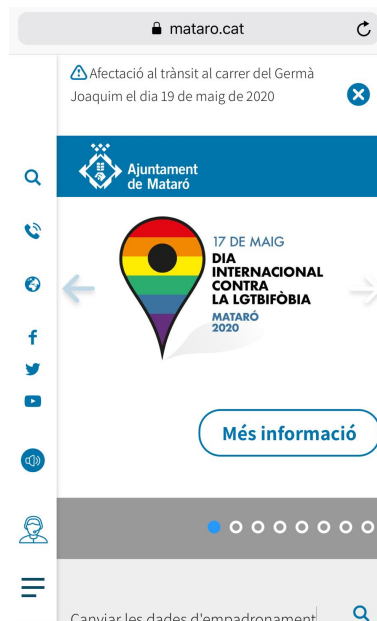 mataro.cat
Afectació al trànsit al carrer del Germà
Joaquim el dia 19 de maig de 2020
Ajuntament
de Mataró
17 DE MAIG
DIA
INTERNACIONAL
CONTRA
LA LGTBIFÒBIA
MATARÓ
2020
Més informació
Canviar les dades d'empadronament